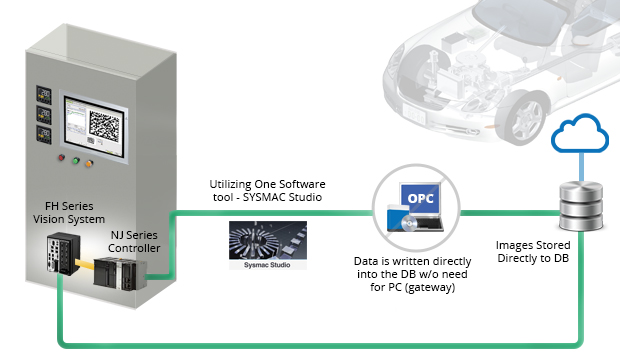 FH Series
Vision System
NJ Series
Controller
Utilizing One Software
tool - SYSMAC Studio
Sysmac Studio
OPC
Data is written directly
into the DB w/o need
for PC (gateway)
Images Stored
Directly to DB